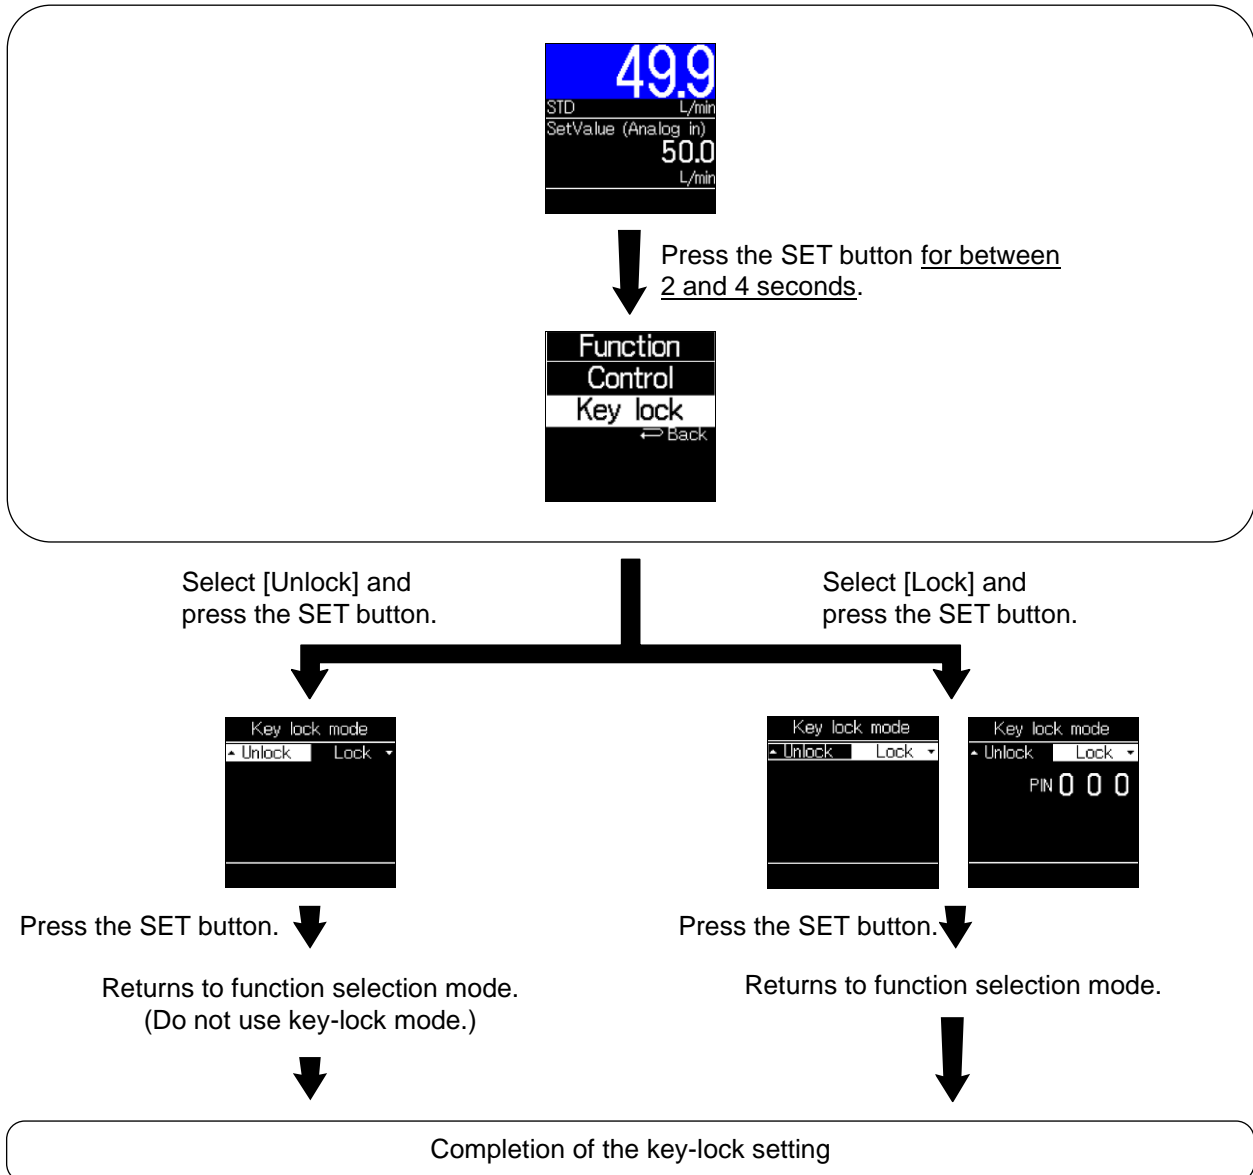 49.9
STD L/min
SetValue (Analog in)
50.0
L/min
Press the SET button for between
2 and 4 seconds.
Function
Control
Key lock
Back
Select [Unlock] and
press the SET button.
Select [Lock] and
press the SET button.
Key lock mode
Unlock Lock
Key lock mode
Unlock Lock
Key lock mode
Unlock Lock
PIN 0 0 0
Press the SET button.
Press the SET button.
Returns to function selection mode.
(Do not use key-lock mode.)
Returns to function selection mode.
Completion of the key-lock setting